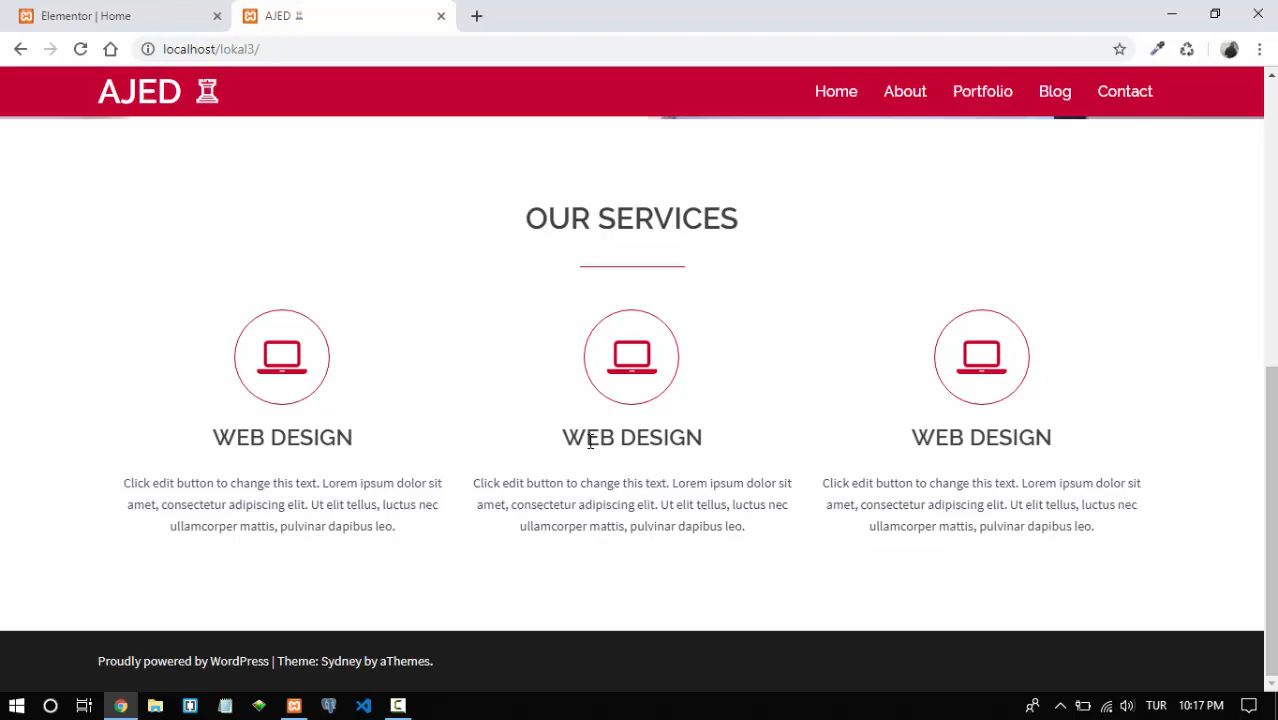 Elementor | Home
AJED ♖
localhost/lokal3/
AJED
Home
About
Portfolio
Blog
Contact
OUR SERVICES
WEB DESIGN
Click edit button to change this text. Lorem ipsum dolor sit
amet, consectetur adipiscing elit. Ut elit tellus, luctus nec
ullamcorper mattis, pulvinar dapibus leo.
WEB DESIGN
Click edit button to change this text. Lorem ipsum dolor sit
amet, consectetur adipiscing elit. Ut elit tellus, luctus nec
ullamcorper mattis, pulvinar dapibus leo.
WEB DESIGN
Click edit button to change this text. Lorem ipsum dolor sit
amet, consectetur adipiscing elit. Ut elit tellus, luctus nec
ullamcorper mattis, pulvinar dapibus leo.
Proudly powered by WordPress | Theme: Sydney by aThemes.
TUR
10:17 PM